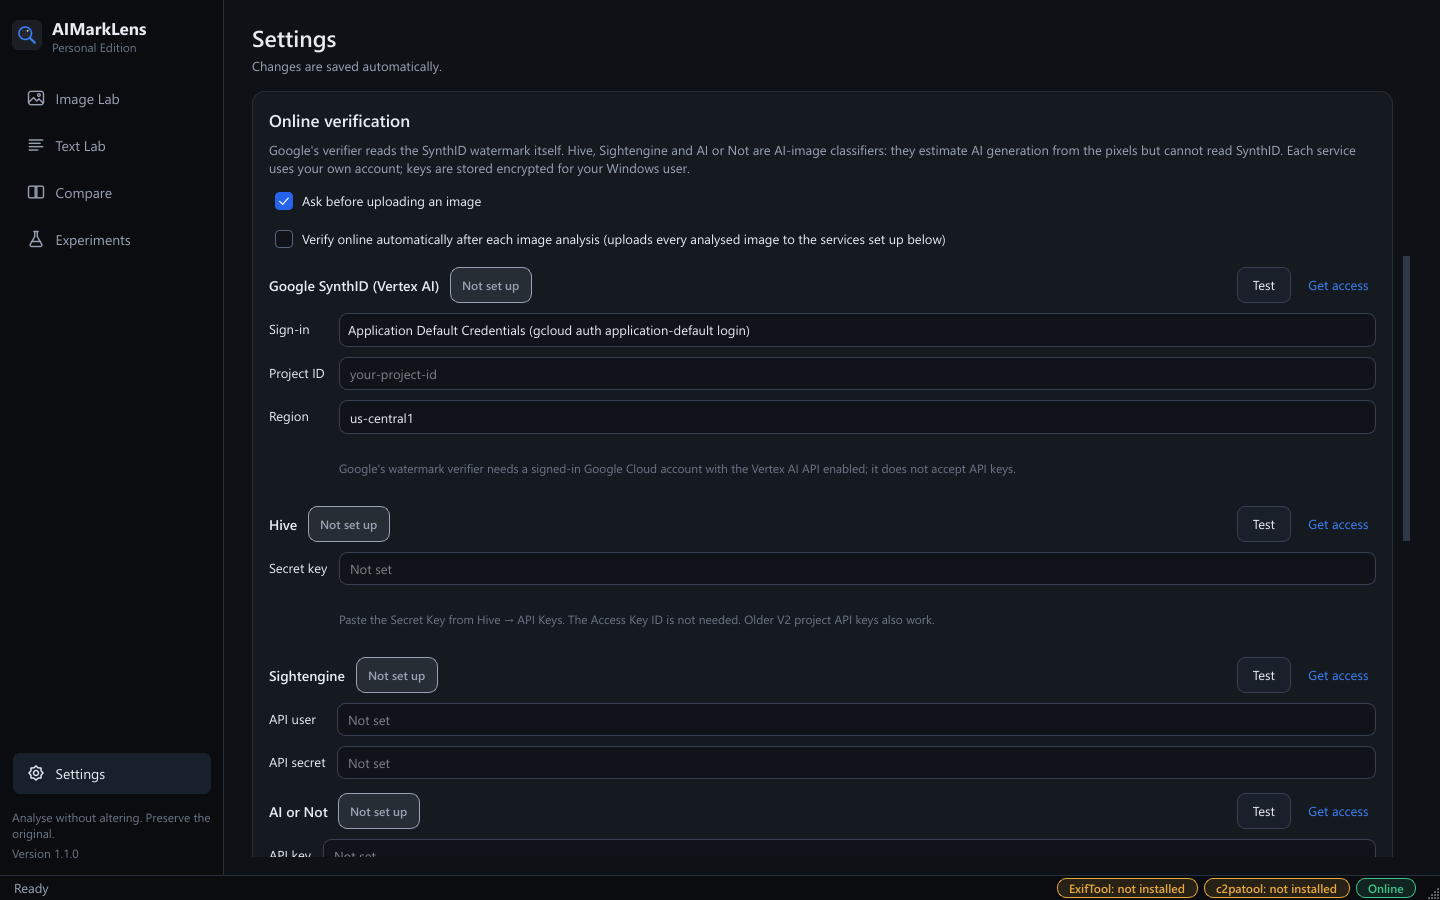 AIMarkLens
Personal Edition
Image Lab
Text Lab
Compare
Experiments
Settings
Analyse without altering. Preserve the
original.
Version 1.1.0
Settings
Changes are saved automatically.
Online verification
Google's verifier reads the SynthID watermark itself. Hive, Sightengine and AI or Not are AI-image classifiers: they estimate AI generation from the pixels but cannot read SynthID. Each service
uses your own account; keys are stored encrypted for your Windows user.
Ask before uploading an image
Verify online automatically after each image analysis (uploads every analysed image to the services set up below)
Google SynthID (Vertex AI) Not set up Test Get access
Sign-in Application Default Credentials (gcloud auth application-default login)
Project ID your-project-id
Region us-central1
Google's watermark verifier needs a signed-in Google Cloud account with the Vertex AI API enabled; it does not accept API keys.
Hive Not set up Test Get access
Secret key Not set
Paste the Secret Key from Hive → API Keys. The Access Key ID is not needed. Older V2 project API keys also work.
Sightengine Not set up Test Get access
API user Not set
API secret Not set
AI or Not Not set up Test Get access
API key Not set
Ready ExifTool: not installed c2patool: not installed Online